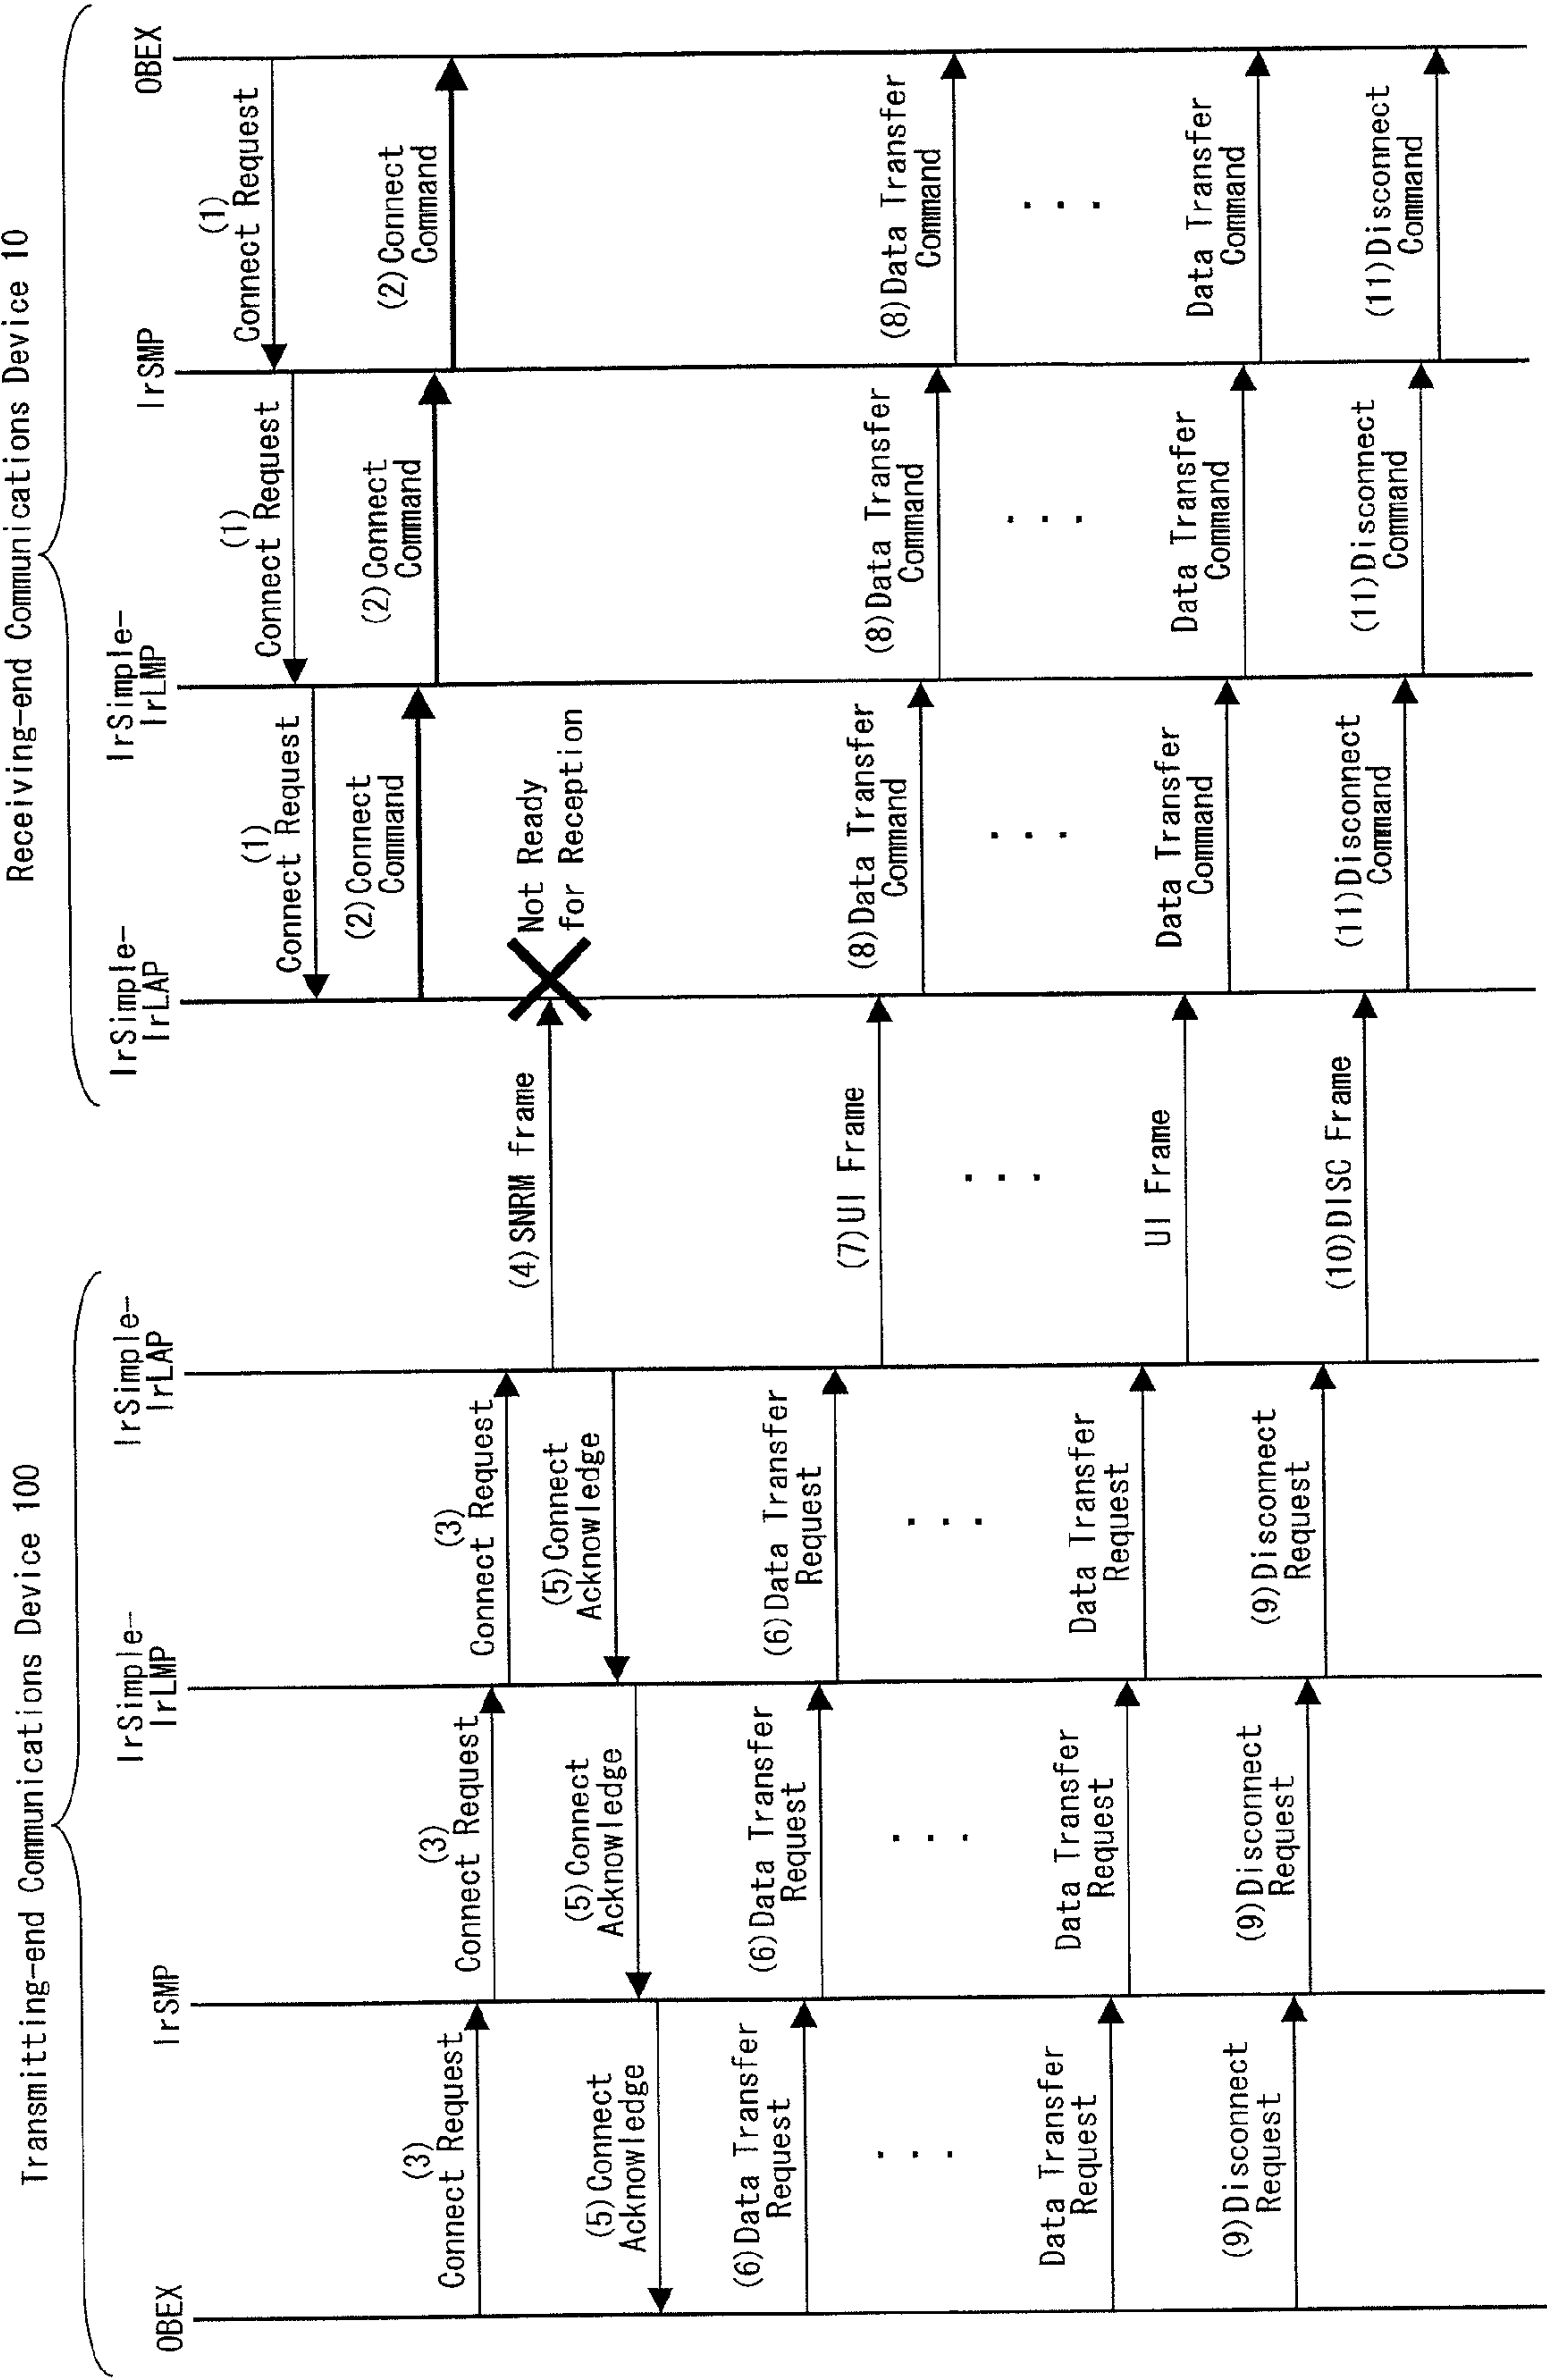 Transmitting-end Communications Device 100
Receiving-end Communications Device 10
OBEX
IrSMP
IrSimple-
IrLMP
IrSimple-
IrLAP
IrSimple-
IrLAP
IrSimple-
IrLMP
IrSMP
OBEX
(1)
Connect Request
(1)
Connect Request
(1)
Connect Request
(2)Connect
Command
(2)Connect
Command
(2)Connect
Command
(3)
Connect Request
(3)
Connect Request
(3)
Connect Request
(4)SNRM frame
Not Ready
for Reception
(5)Connect
Acknowledge
(5)Connect
Acknowledge
(5)Connect
Acknowledge
(6)Data Transfer
Request
(6)Data Transfer
Request
(6)Data Transfer
Request
(7)UI Frame
(8)Data Transfer
Command
(8)Data Transfer
Command
(8)Data Transfer
Command
. . .
. . .
. . .
. . .
. . .
. . .
. . .
Data Transfer
Request
Data Transfer
Request
Data Transfer
Request
UI Frame
Data Transfer
Command
Data Transfer
Command
Data Transfer
Command
(9)Disconnect
Request
(9)Disconnect
Request
(9)Disconnect
Request
(10)DISC Frame
(11)Disconnect
Command
(11)Disconnect
Command
(11)Disconnect
Command